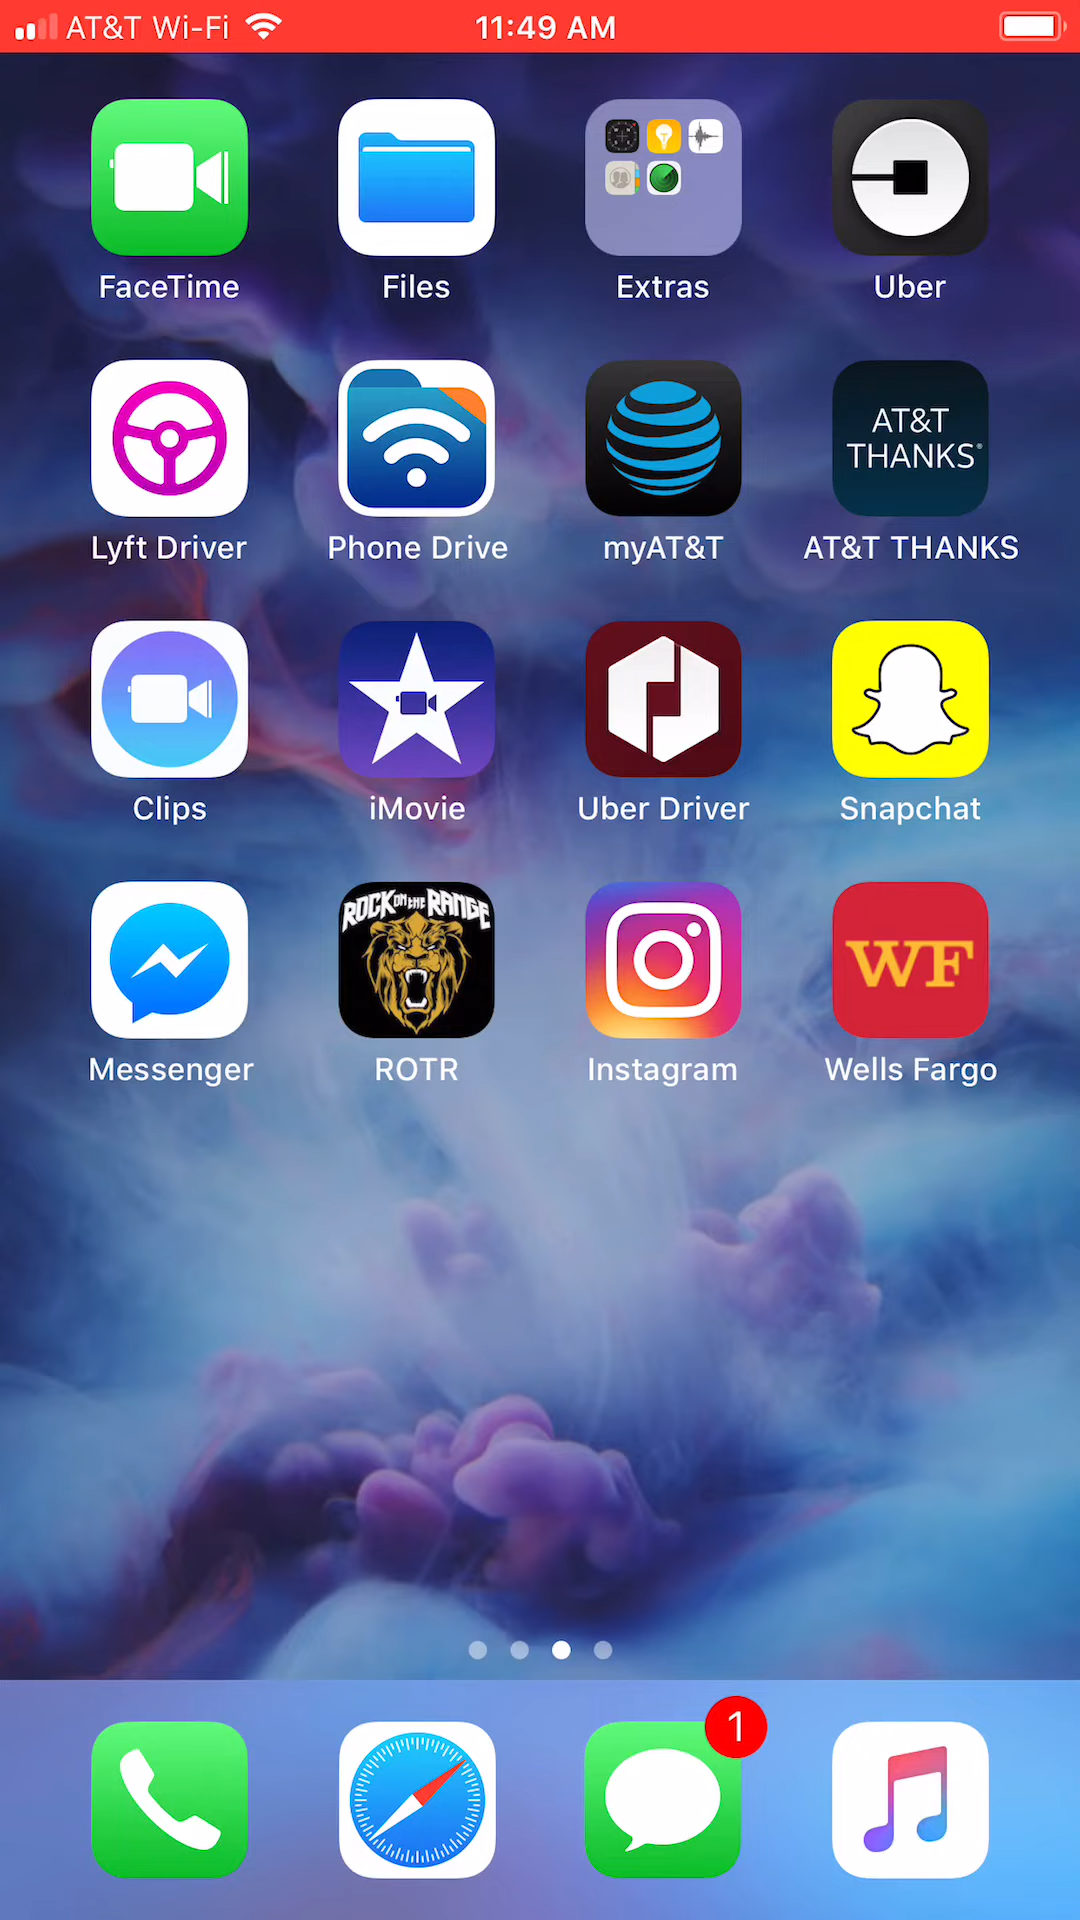 AT&T Wi-Fi 11:49 AM
FaceTime Files Extras Uber
AT&T
THANKS®
Lyft Driver Phone Drive myAT&T AT&T THANKS
Clips iMovie Uber Driver Snapchat
ROCK ON THE RANGE
WF
Messenger ROTR Instagram Wells Fargo
1